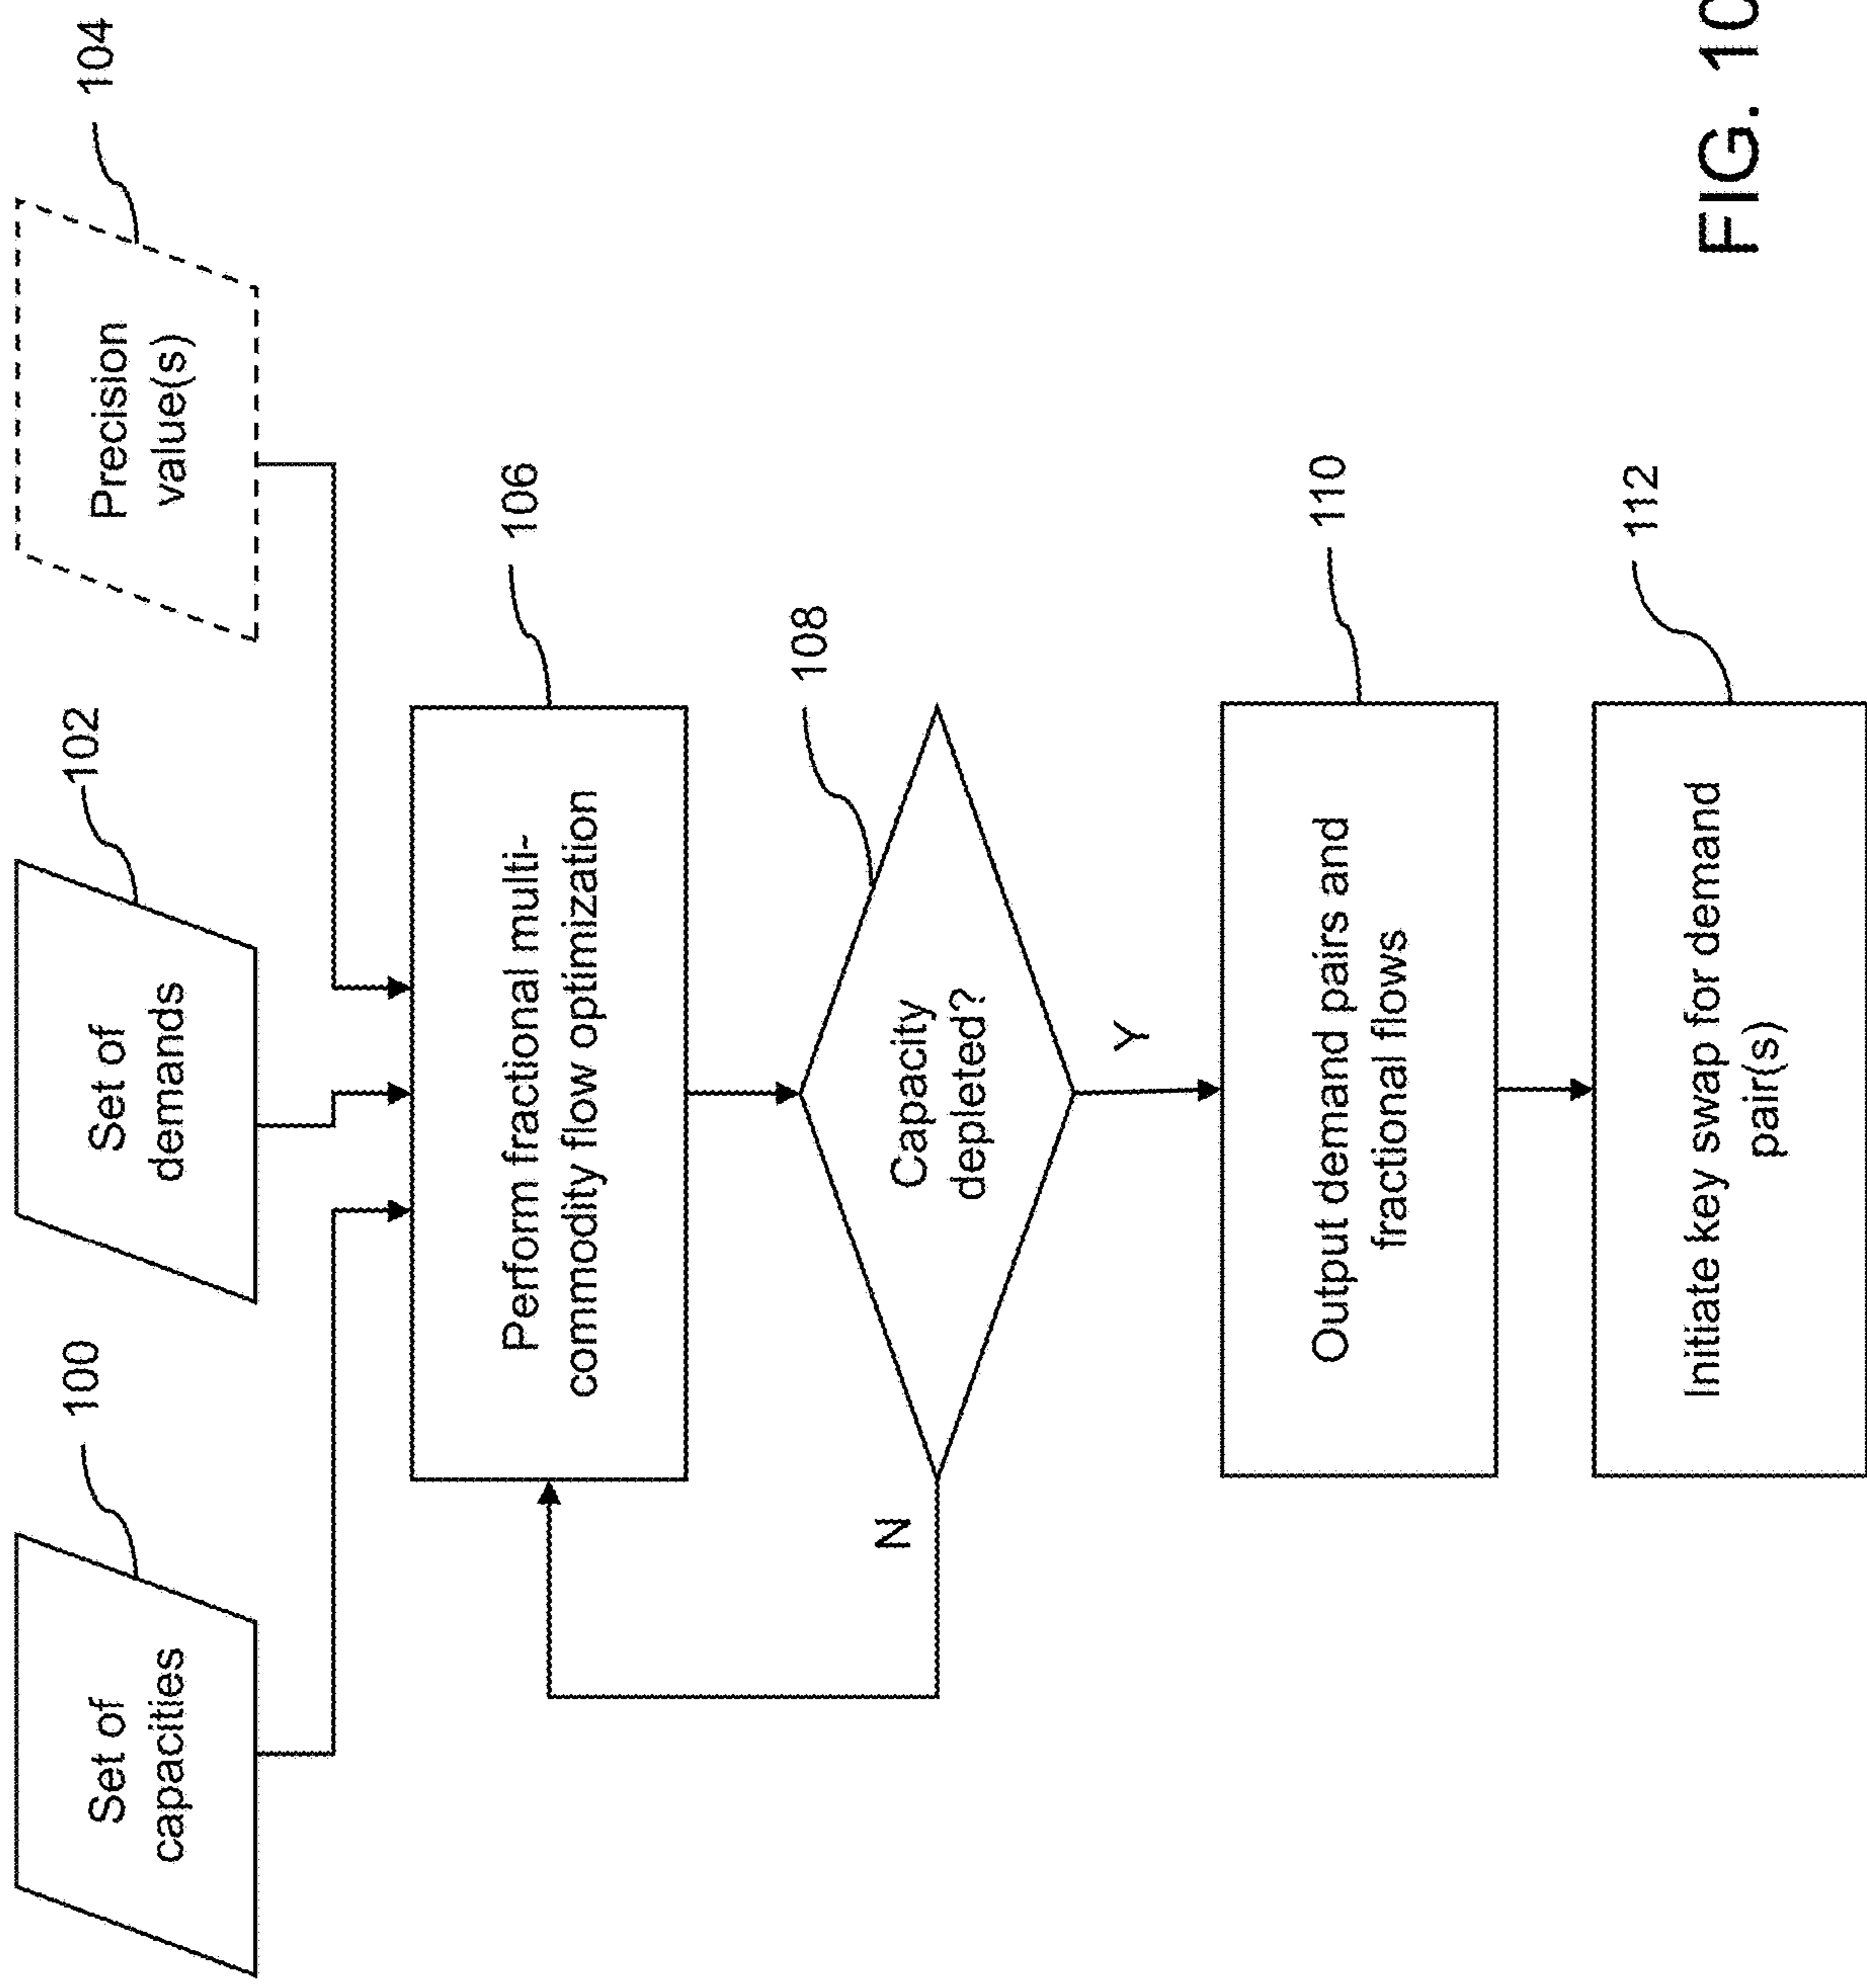 Set of
capacities
100
Set of
demands
102
Precision
value(s)
104
Perform fractional multi-
commodity flow optimization
106
Capacity
depleted?
108
N
Y
Output demand pairs and
fractional flows
110
Initiate key swap for demand
pair(s)
112
FIG. 10